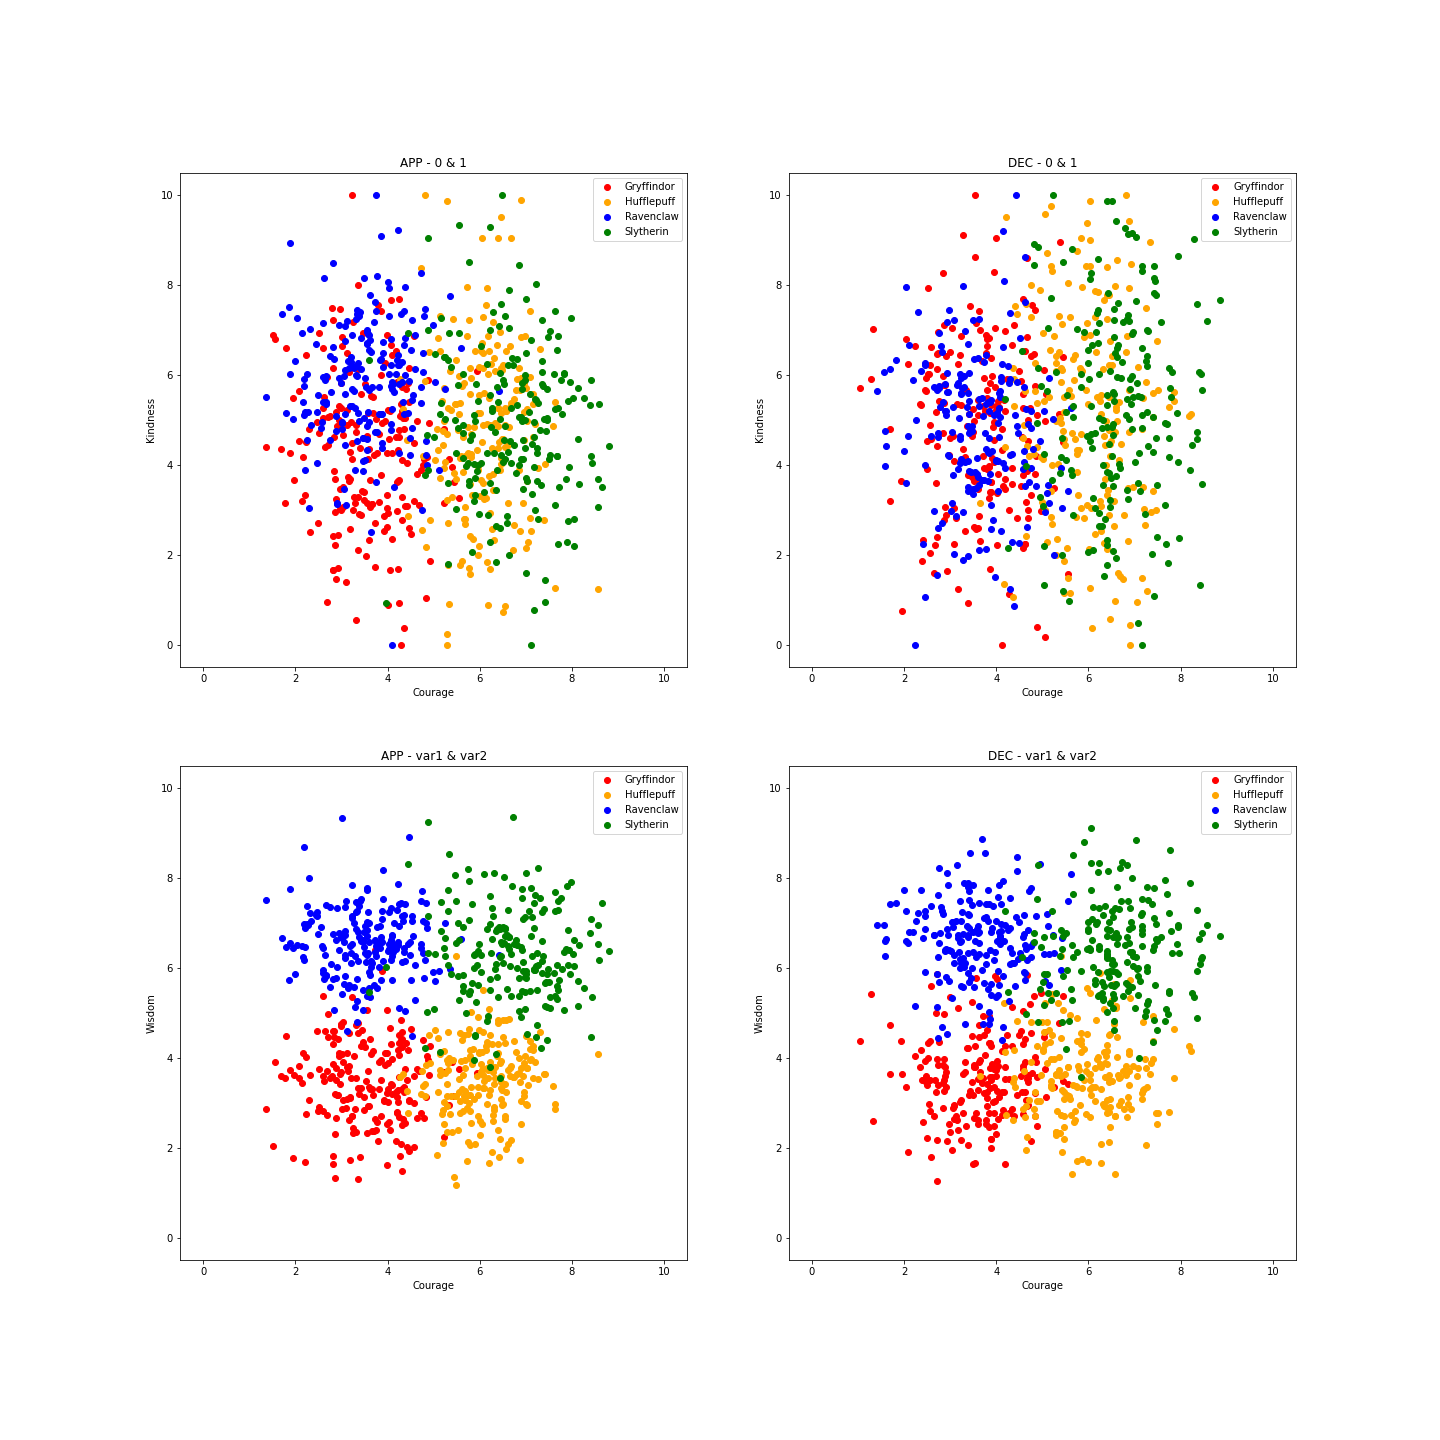 APP - 0 & 1
Gryffindor
Hufflepuff
Ravenclaw
Slytherin
10
8
6
4
2
0
Kindness
0 2 4 6 8 10
Courage
DEC - 0 & 1
Gryffindor
Hufflepuff
Ravenclaw
Slytherin
10
8
6
4
2
0
Kindness
0 2 4 6 8 10
Courage
APP - var1 & var2
Gryffindor
Hufflepuff
Ravenclaw
Slytherin
10
8
6
4
2
0
Wisdom
0 2 4 6 8 10
Courage
DEC - var1 & var2
Gryffindor
Hufflepuff
Ravenclaw
Slytherin
10
8
6
4
2
0
Wisdom
0 2 4 6 8 10
Courage